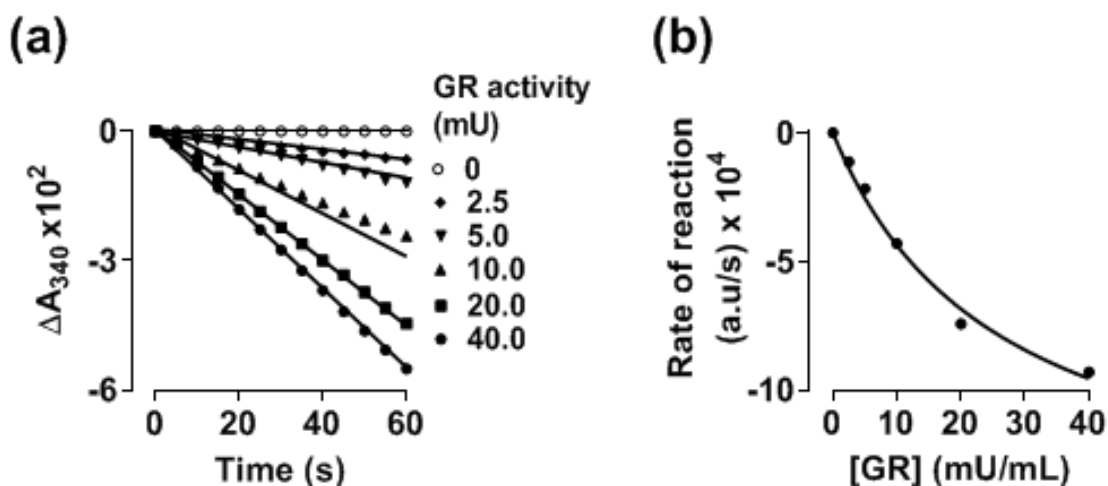 (a)
GR activity
(mU)
0
2.5
5.0
10.0
20.0
40.0
ΔA340 x10²
0
-3
-6
0 20 40 60
Time (s)
(b)
Rate of reaction
(a.u/s) x 10⁴
0
-5
-10
0 10 20 30 40
[GR] (mU/mL)